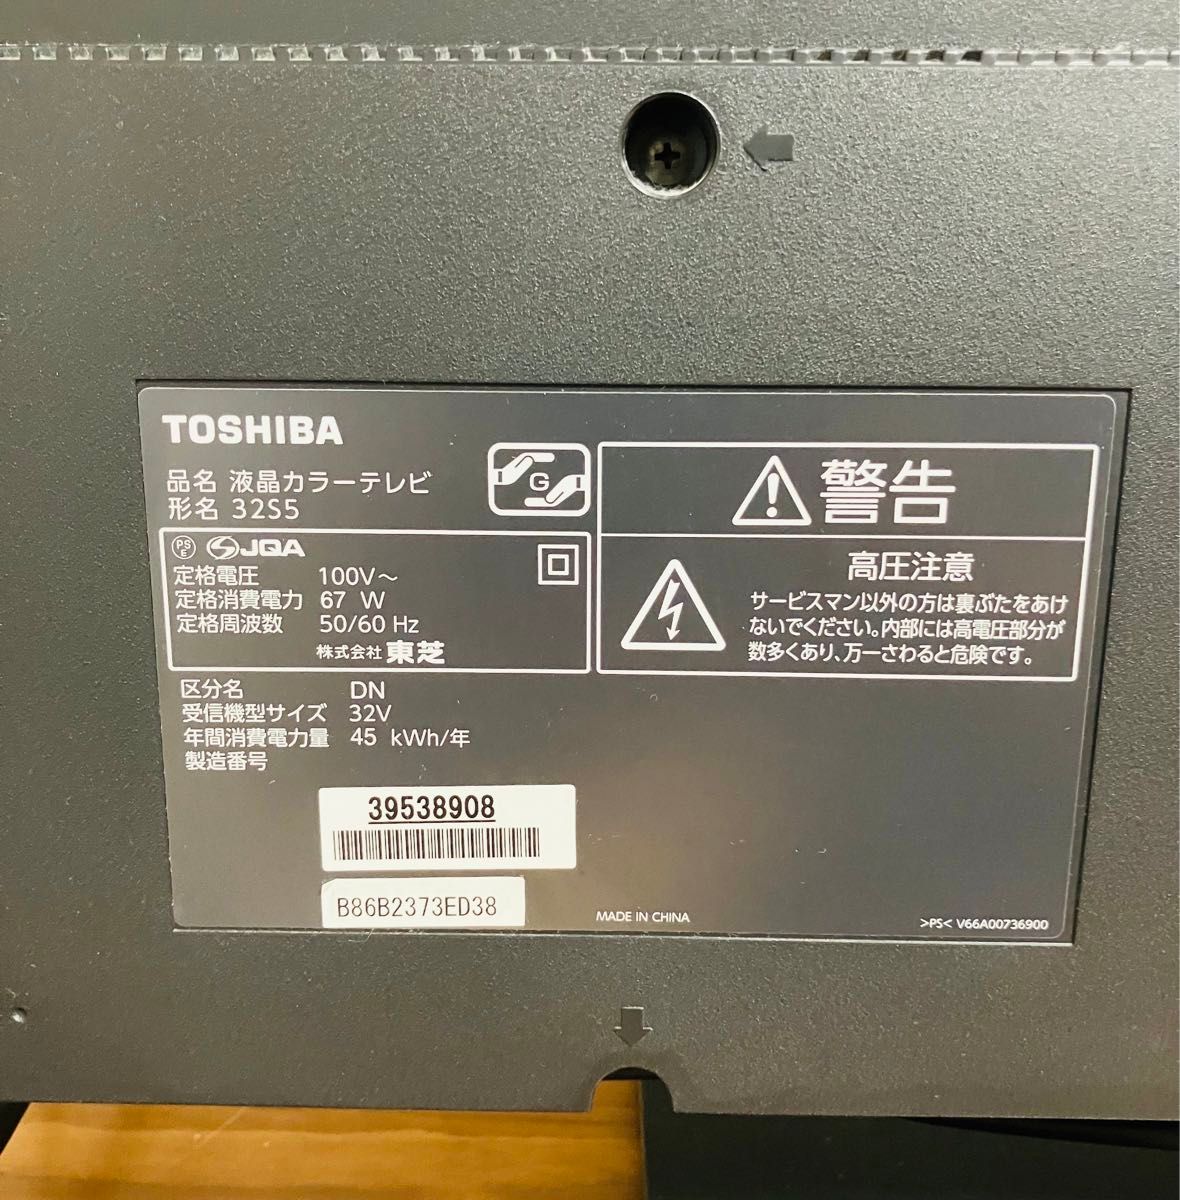 TOSHIBA
品名 液晶カラーテレビ
形名 32S5
G
PS
E
JQA
定格電圧 100V~
定格消費電力 67 W
定格周波数 50/60 Hz
株式会社 東芝
警告
高圧注意
サービスマン以外の方は裏ぶたをあけ
ないでください。内部には高電圧部分が
数多くあり、万一さわると危険です。
区分名 DN
受信機型サイズ 32V
年間消費電力量 45 kWh/年
製造番号
39538908
B86B2373ED38
MADE IN CHINA
>PS< V66A00736900